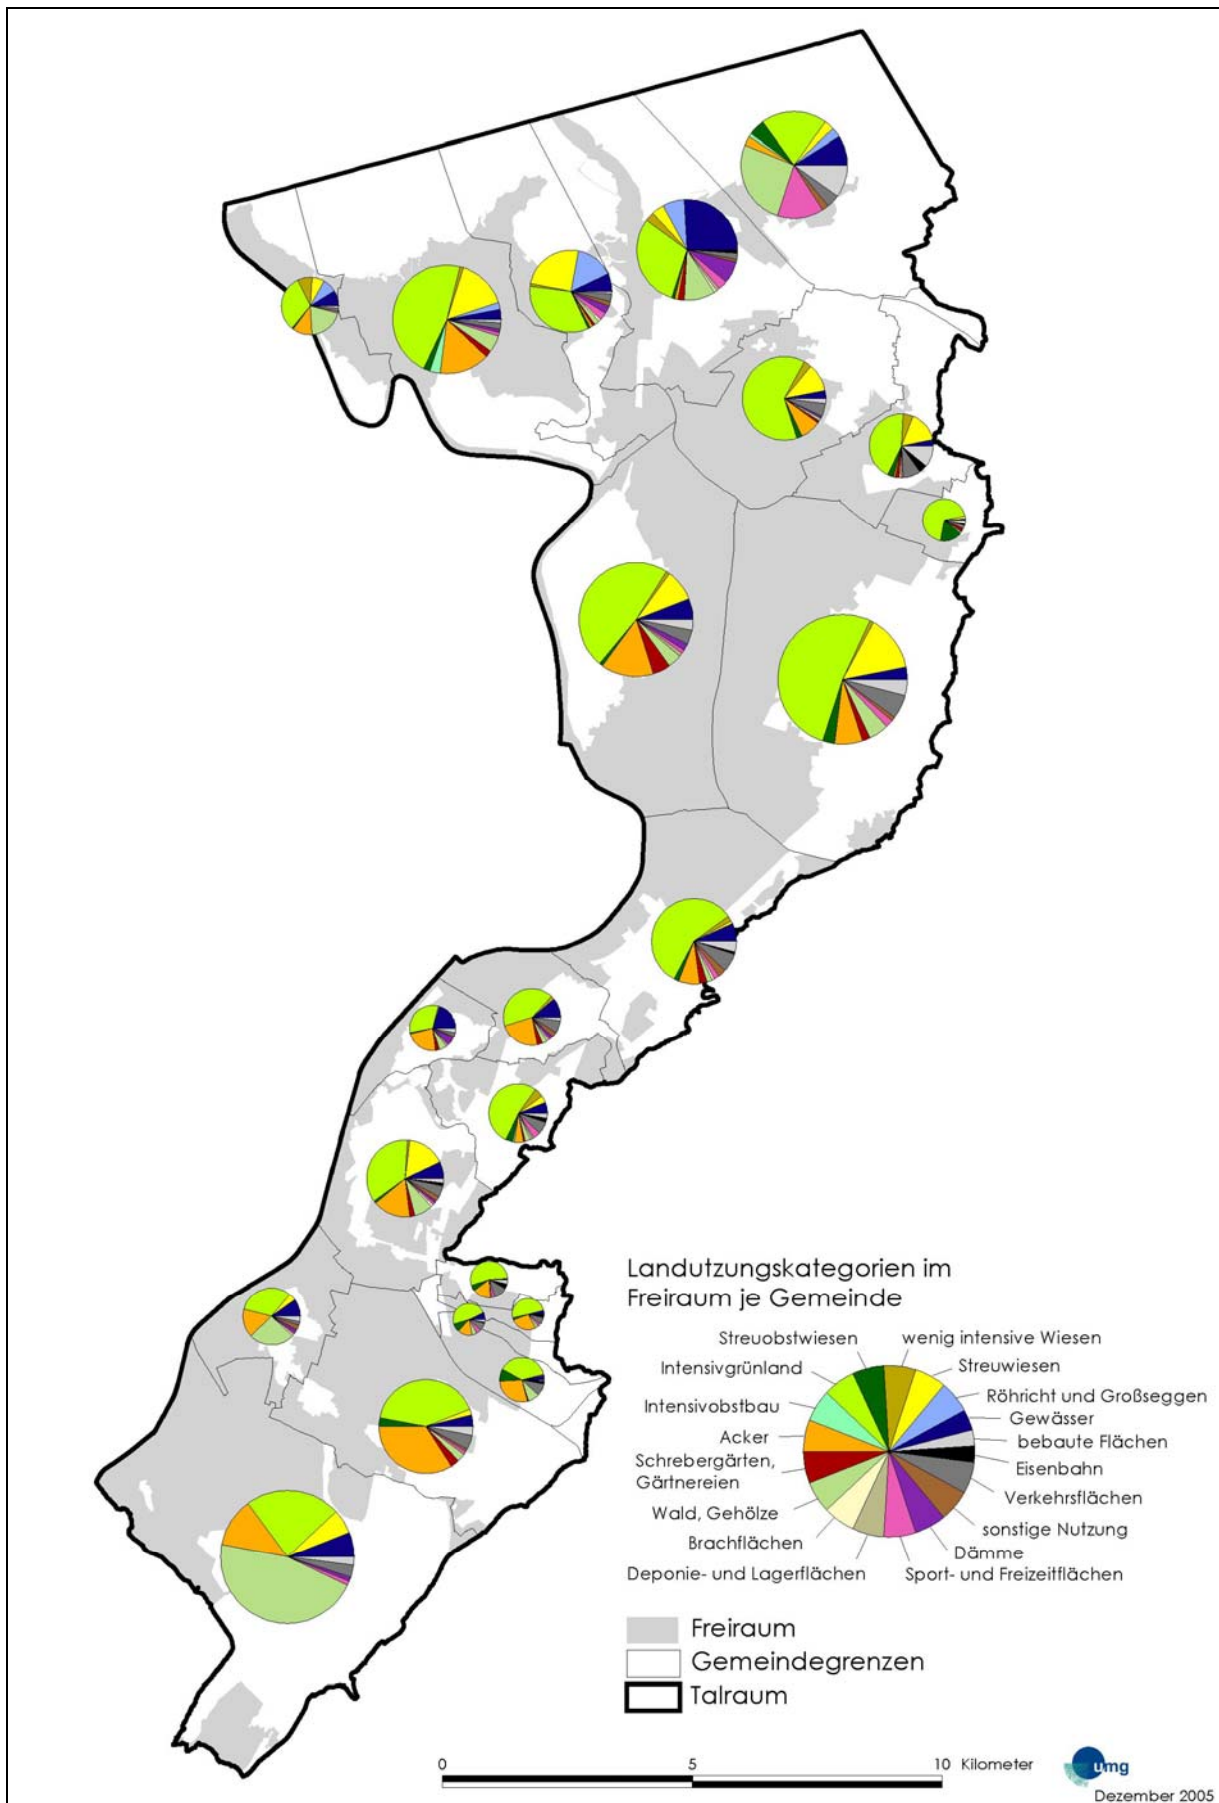 Landutzungskategorien im
Freiraum je Gemeinde
Streuobstwiesen
wenig intensive Wiesen
Intensivgrünland
Streuwiesen
Intensivobstbau
Röhricht und Großseggen
Gewässer
Acker
bebaute Flächen
Schrebergärten,
Gärtnereien
Eisenbahn
Verkehrsflächen
Wald, Gehölze
sonstige Nutzung
Brachflächen
Dämme
Deponie- und Lagerflächen
Sport- und Freizeitflächen
Freiraum
Gemeindegrenzen
Talraum
0 5 10 Kilometer
umg
Dezember 2005